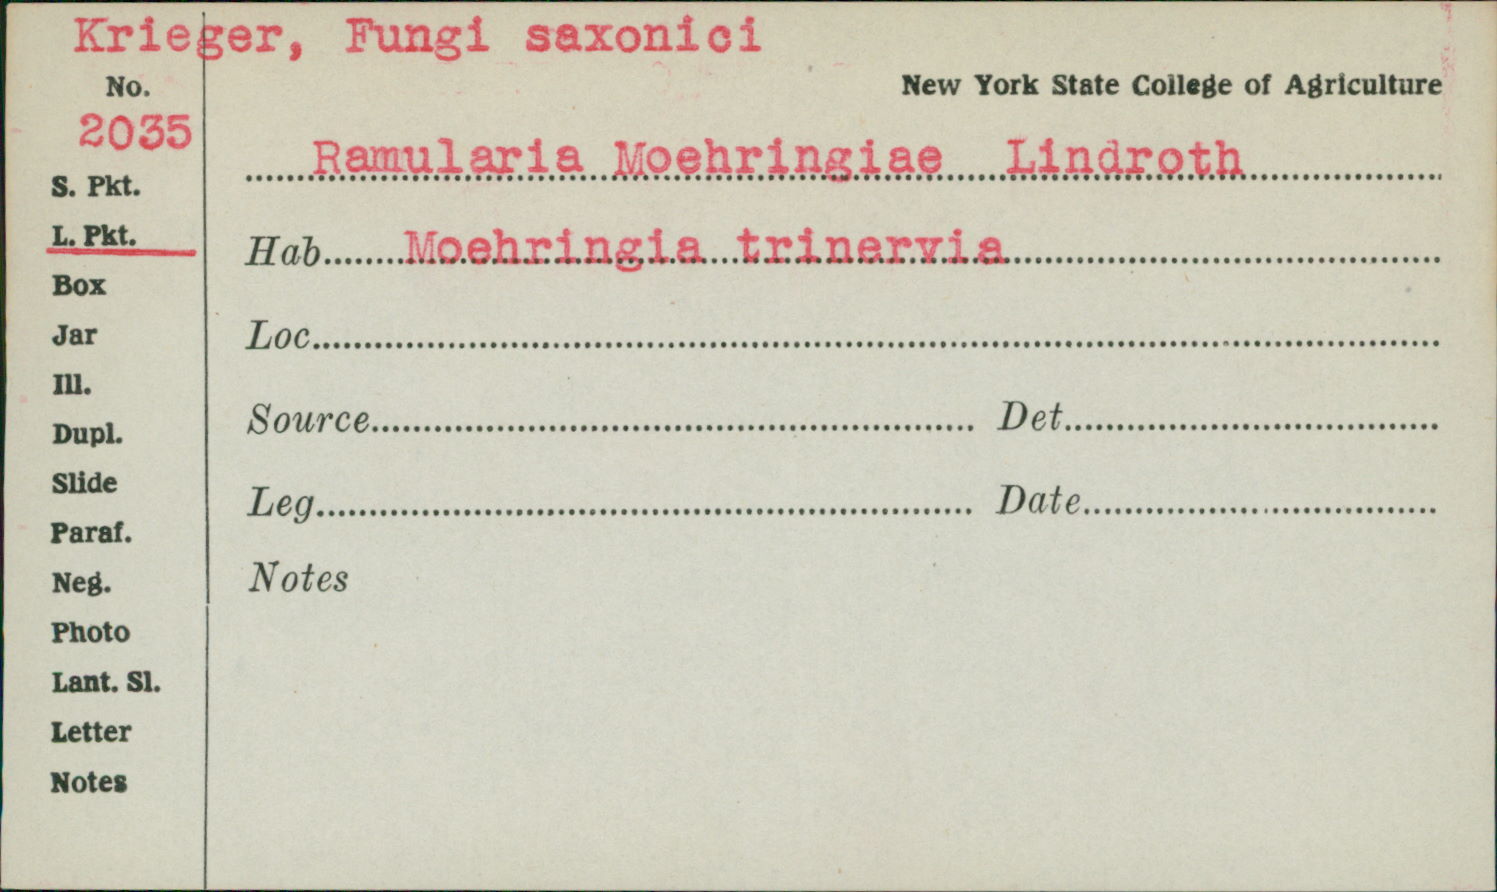 Krieger, Fungi saxonici
No.
New York State College of Agriculture
2035
Ramularia Moehringiae Lindroth
S. Pkt.
L. Pkt.
Hab. Moehringia trinervia
Box
Jar
Loc.
Ill.
Dupl.
Source Det.
Slide
Leg. Date
Paraf.
Neg.
Notes
Photo
Lant. Sl.
Letter
Notes